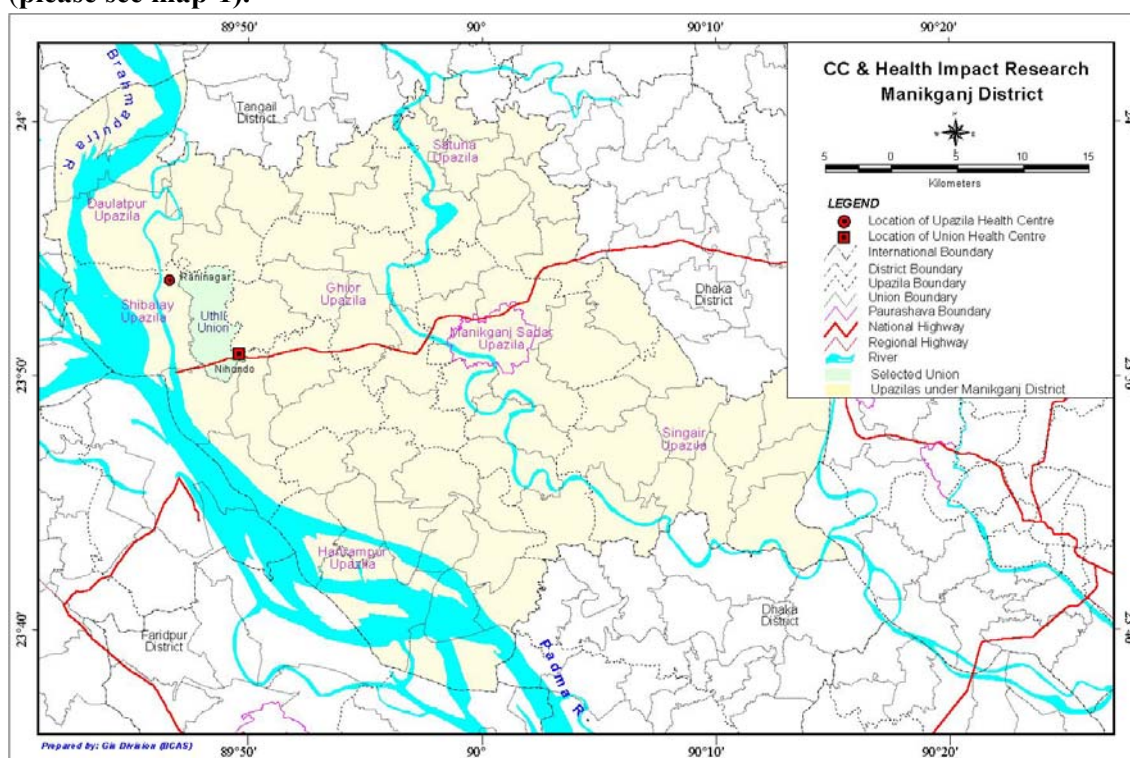 (please see map 1).
89°50'
90°0'
90°10'
90°20'
Brahmaputra R.
Tangail
District
Saturia
Upazila
CC & Health Impact Research
Manikganj District
24°
24
5
0
5
10
15
Kilometers
Daulatpur
Upazila
LEGEND
Location of Upazila Health Centre
Location of Union Health Centre
International Boundary
District Boundary
Upazila Boundary
Union Boundary
Paurashava Boundary
National Highway
Regional Highway
River
Selected Union
Upazilas under Manikganj District
Raninagar
Shibalay
Upazila
Uthli
Union
Ghior
Upazila
Dhaka
District
Manikganj Sadar
Upazila
Nihondo
23°50'
Singair
Upazila
Harirampur
Upazila
23°40'
Faridpur
District
Dhaka
District
Padma R.
Prepared by: Gis Division (BCAS)
89°50'
90°0'
90°10'
90°20'